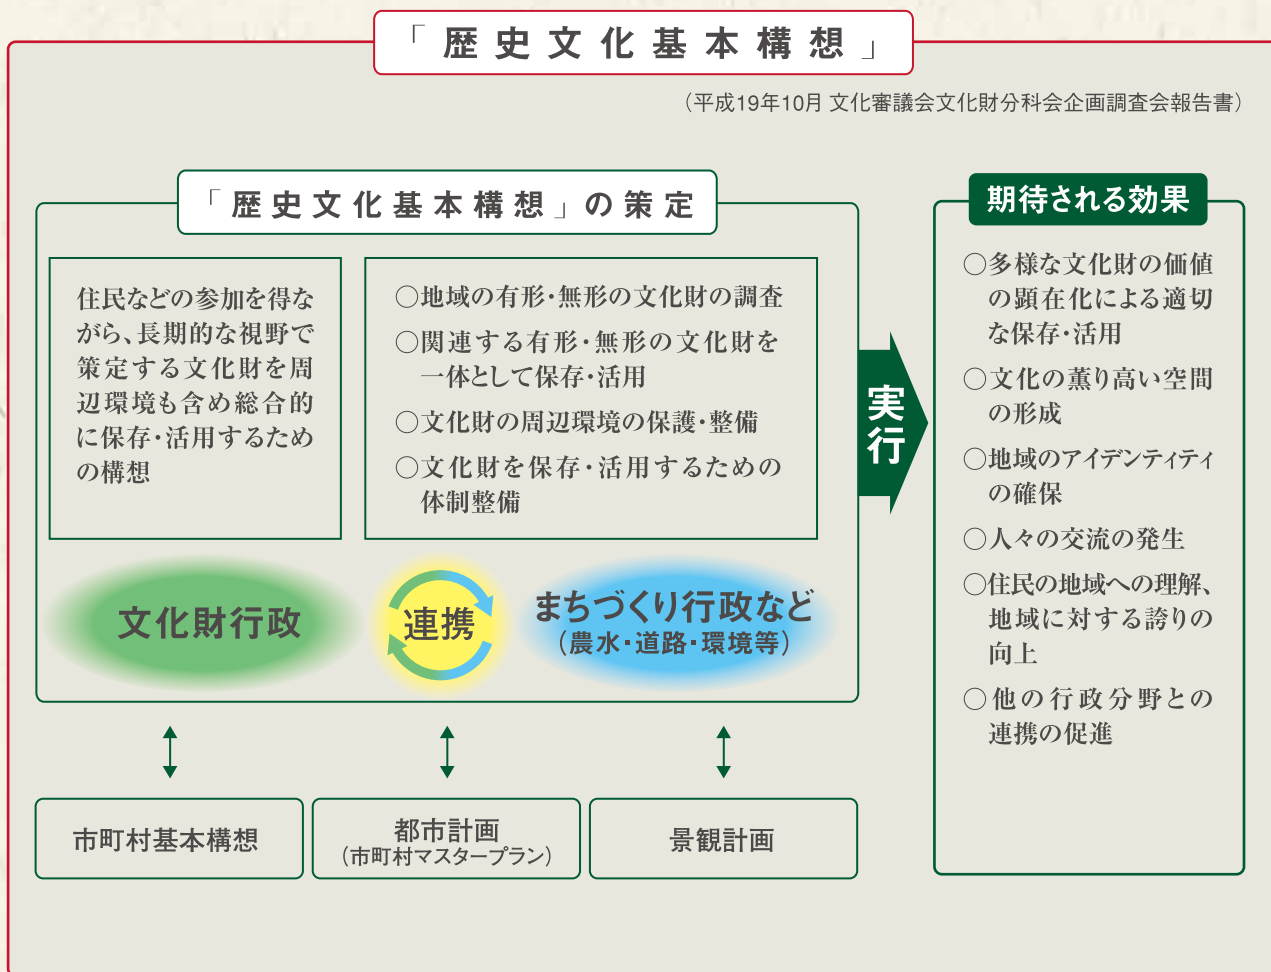 「歴史文化基本構想」
（平成19年10月 文化審議会文化財分科会企画調査会報告書）
「歴史文化基本構想」の策定
住民などの参加を得な
がら、長期的な視野で
策定する文化財を周
辺環境も含め総合的
に保存・活用するため
の構想
○地域の有形・無形の文化財の調査
○関連する有形・無形の文化財を
一体として保存・活用
○文化財の周辺環境の保護・整備
○文化財を保存・活用するための
体制整備
文化財行政
連携
まちづくり行政など
（農水・道路・環境等）
市町村基本構想
都市計画
（市町村マスタープラン）
景観計画
実行
期待される効果
○多様な文化財の価値
の顕在化による適切
な保存・活用
○文化の薫り高い空間
の形成
○地域のアイデンティティ
の確保
○人々の交流の発生
○住民の地域への理解、
地域に対する誇りの
向上
○他の行政分野との
連携の促進